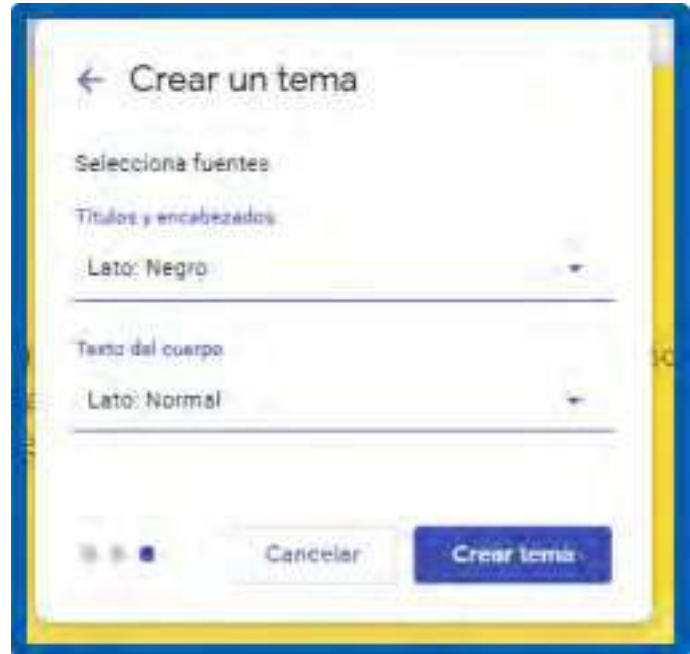 Crear un tema
Selecciona fuentes
Títulos y encabezados
Lato: Negro
Texto del cuerpo
Lato: Normal
Cancelar
Crear tema